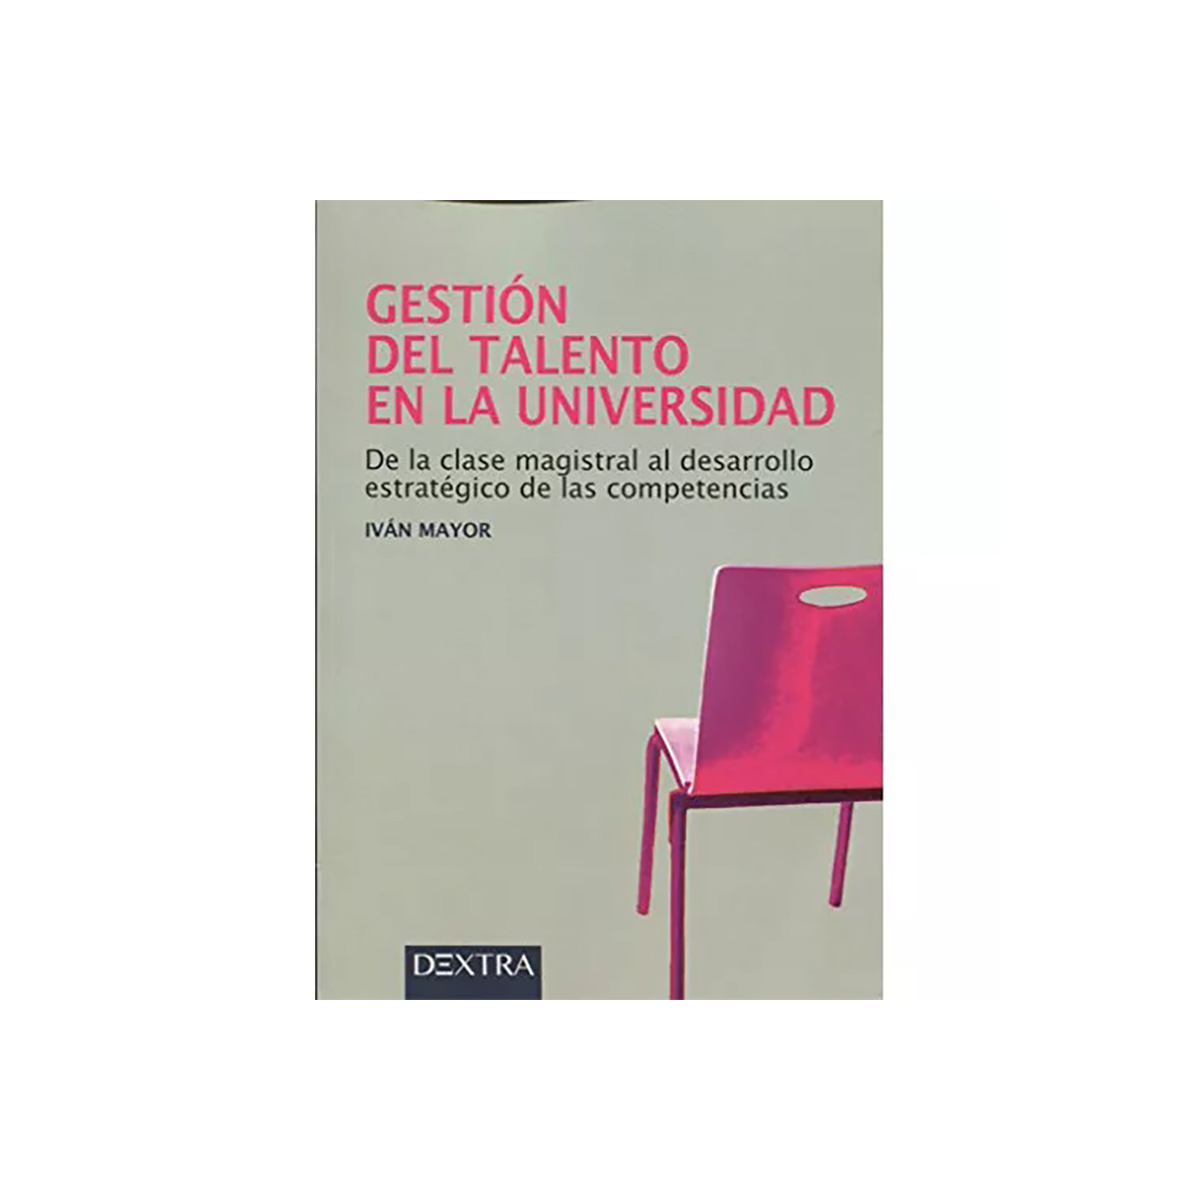 GESTIÓN
DEL TALENTO
EN LA UNIVERSIDAD
De la clase magistral al desarrollo
estratégico de las competencias
IVÁN MAYOR
DEXTRA